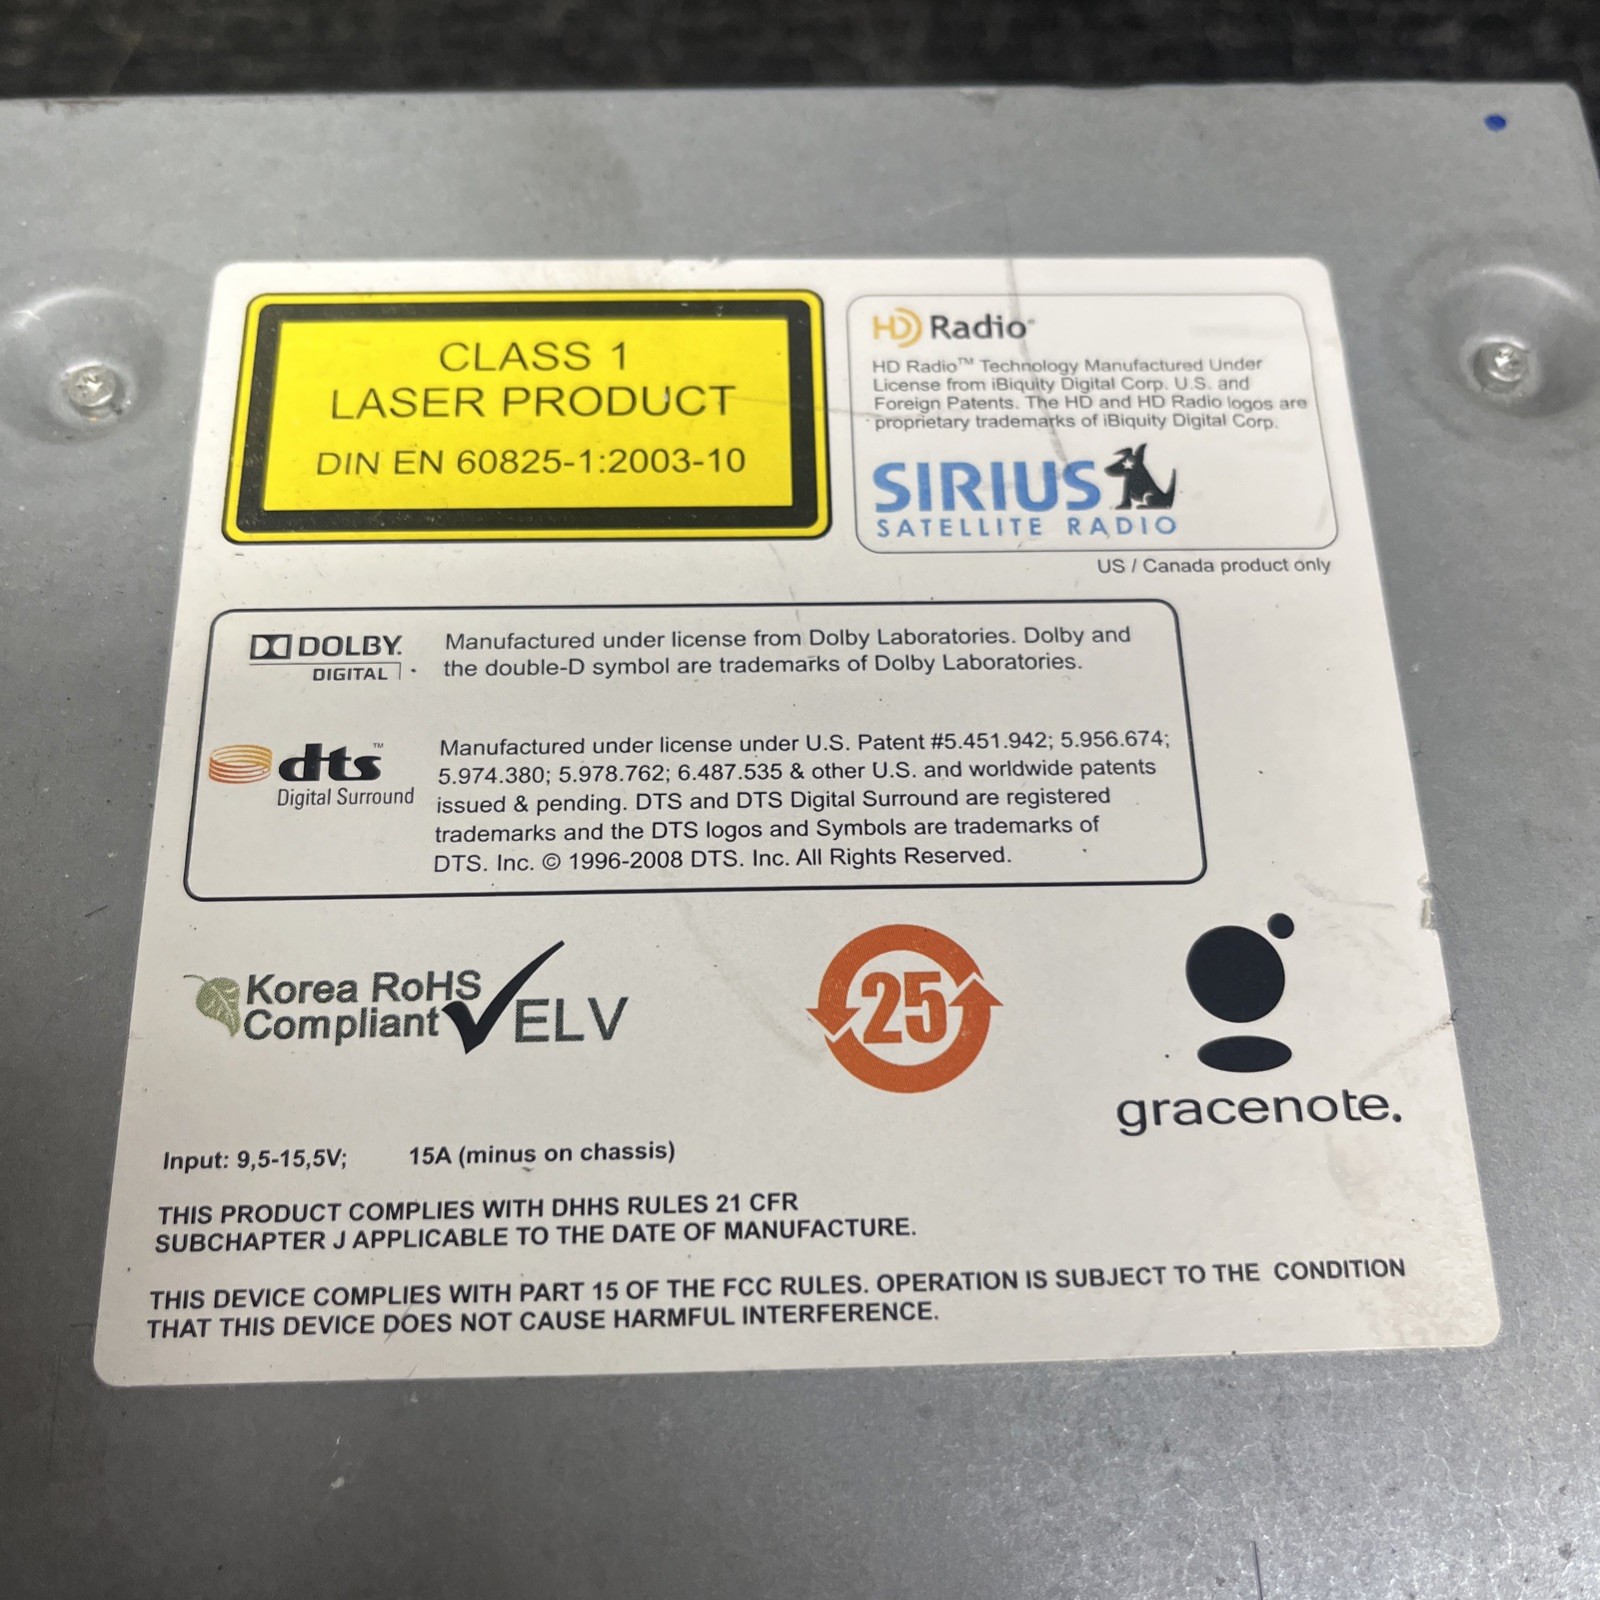 CLASS 1
LASER PRODUCT
DIN EN 60825-1:2003-10
HD Radio™
HD Radio™ Technology Manufactured Under
License from iBiquity Digital Corp. U.S. and
Foreign Patents. The HD and HD Radio logos are
proprietary trademarks of iBiquity Digital Corp.
SIRIUS
SATELLITE RADIO
US / Canada product only
DOLBY.
DIGITAL
Manufactured under license from Dolby Laboratories. Dolby and
the double-D symbol are trademarks of Dolby Laboratories.
dts™
Digital Surround
Manufactured under license under U.S. Patent #5.451.942; 5.956.674;
5.974.380; 5.978.762; 6.487.535 & other U.S. and worldwide patents
issued & pending. DTS and DTS Digital Surround are registered
trademarks and the DTS logos and Symbols are trademarks of
DTS. Inc. © 1996-2008 DTS. Inc. All Rights Reserved.
Korea RoHS
Compliant ELV
25
gracenote.
Input: 9,5-15,5V; 15A (minus on chassis)
THIS PRODUCT COMPLIES WITH DHHS RULES 21 CFR
SUBCHAPTER J APPLICABLE TO THE DATE OF MANUFACTURE.
THIS DEVICE COMPLIES WITH PART 15 OF THE FCC RULES. OPERATION IS SUBJECT TO THE CONDITION
THAT THIS DEVICE DOES NOT CAUSE HARMFUL INTERFERENCE.